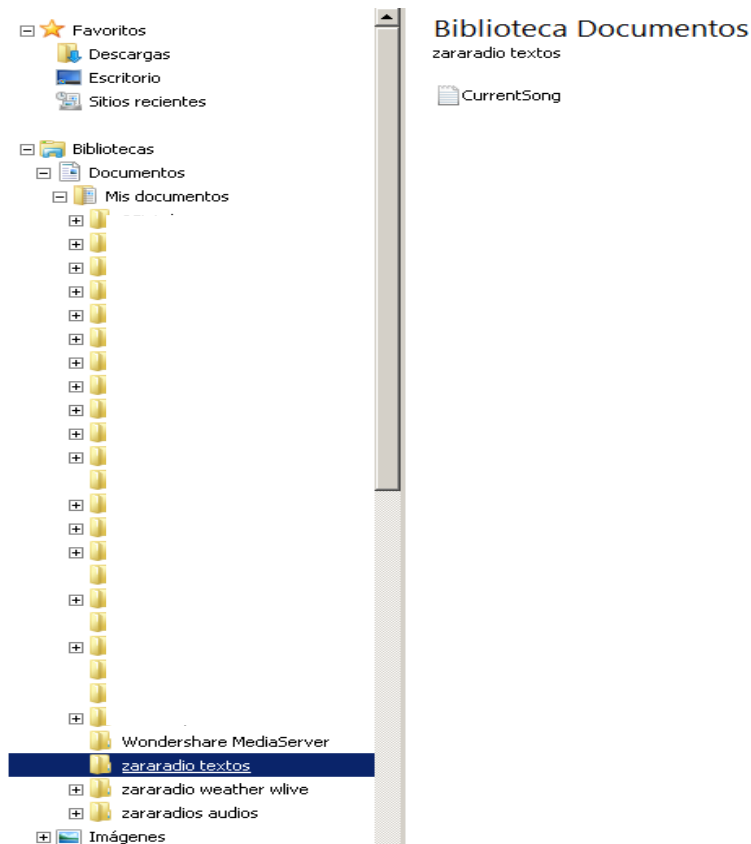 Favoritos
Descargas
Escritorio
Sitios recientes
Bibliotecas
Documentos
Mis documentos
Wondershare MediaServer
zararadio textos
zararadio weather wlive
zararadios audios
Imágenes
Biblioteca Documentos
zararadio textos
CurrentSong